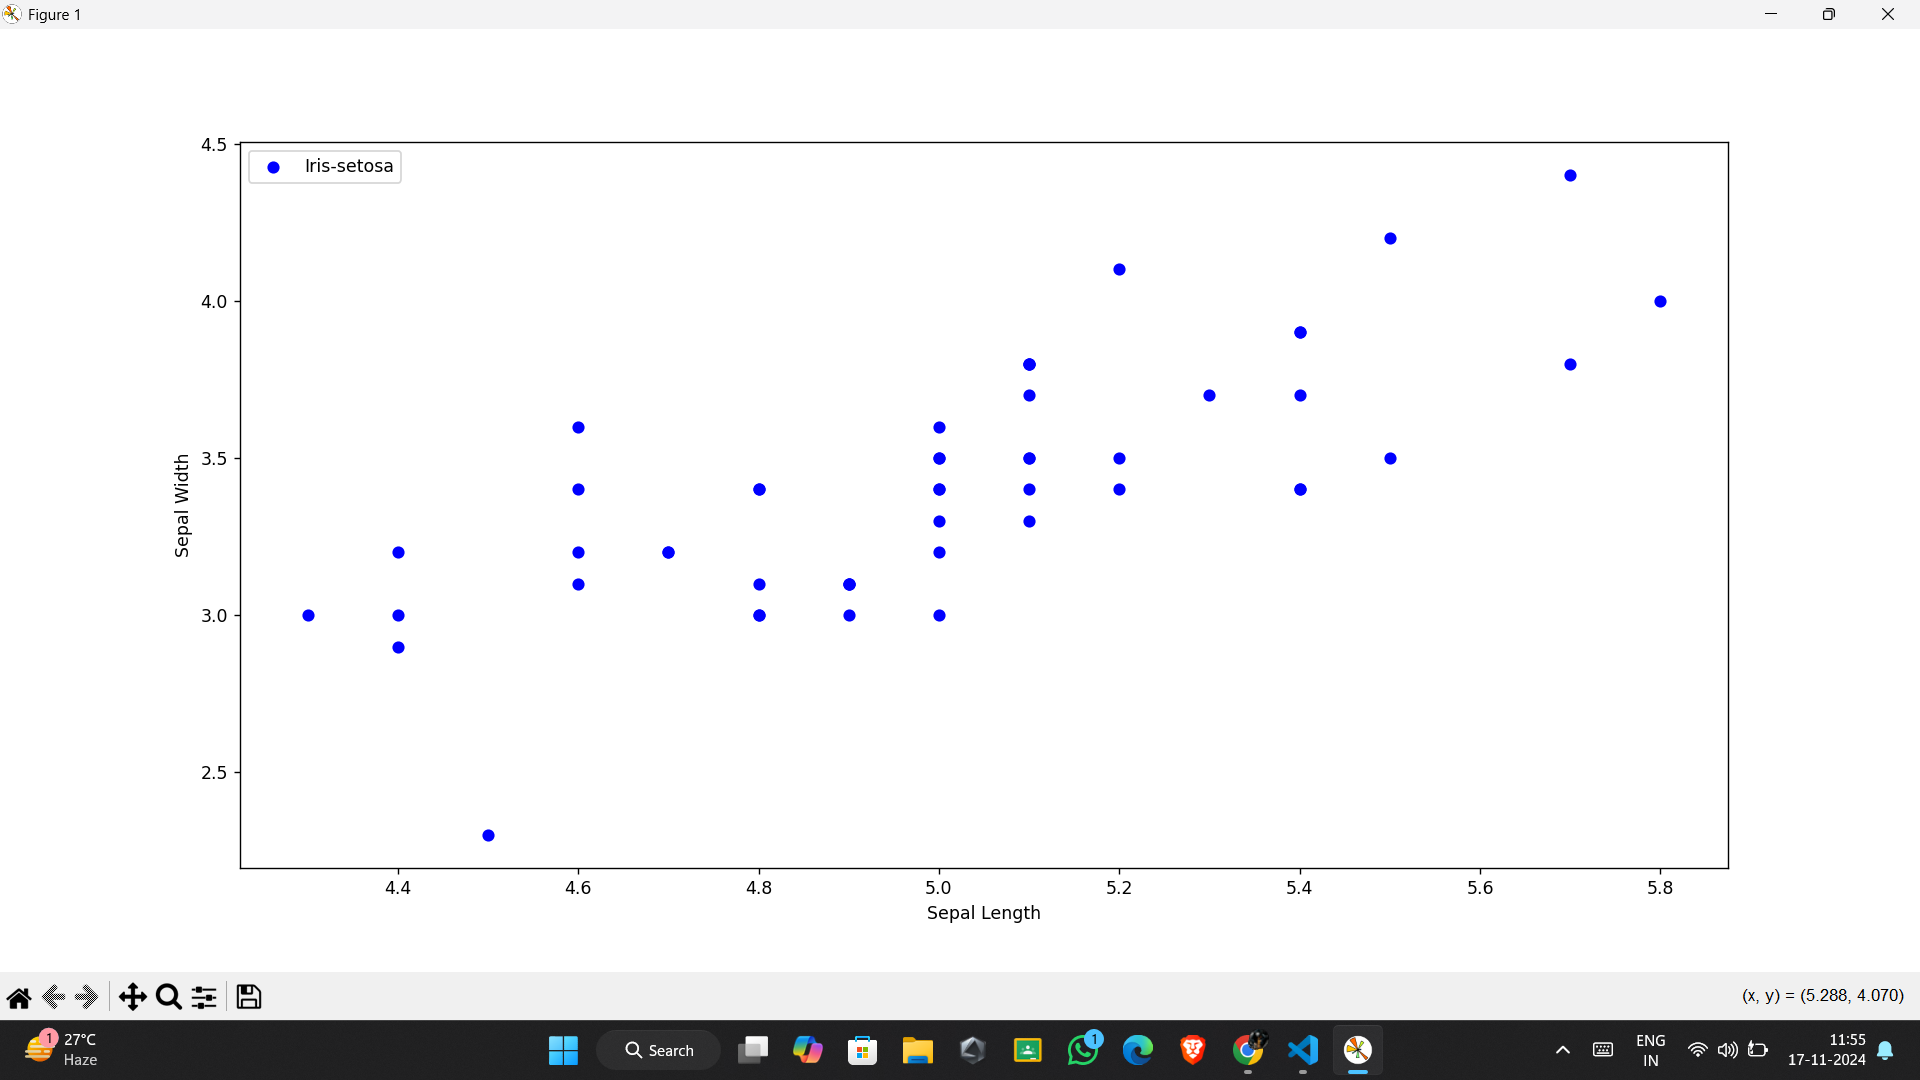 Figure 1
4.5
Iris-setosa
4.0
3.5
3.0
2.5
Sepal Width
4.4 4.6 4.8 5.0 5.2 5.4 5.6 5.8
Sepal Length
(x, y) = (5.288, 4.070)
1
27°C
Haze
Search
1
ENG
IN
11:55
17-11-2024